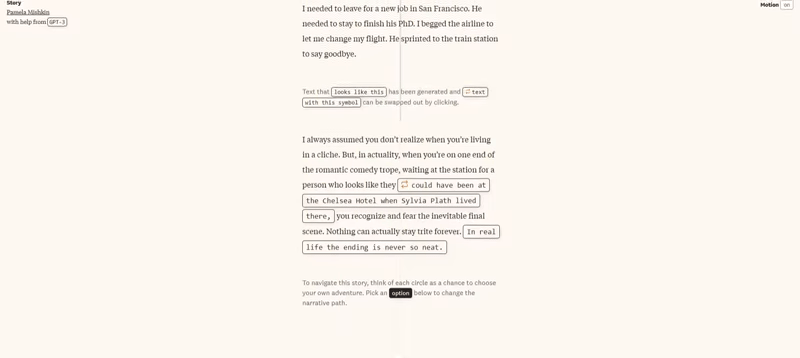 Story
Pamela Mishkin
with help from GPT-3
Motion on
I needed to leave for a new job in San Francisco. He
needed to stay to finish his PhD. I begged the airline to
let me change my flight. He sprinted to the train station
to say goodbye.
Text that looks like this has been generated and text
with this symbol can be swapped out by clicking.
I always assumed you don't realize when you're living
in a cliche. But, in actuality, when you're on one end of
the romantic comedy trope, waiting at the station for a
person who looks like they could have been at
the Chelsea Hotel when Sylvia Plath lived
there, you recognize and fear the inevitable final
scene. Nothing can actually stay trite forever. In real
life the ending is never so neat.
To navigate this story, think of each circle as a chance to choose
your own adventure. Pick an option below to change the
narrative path.